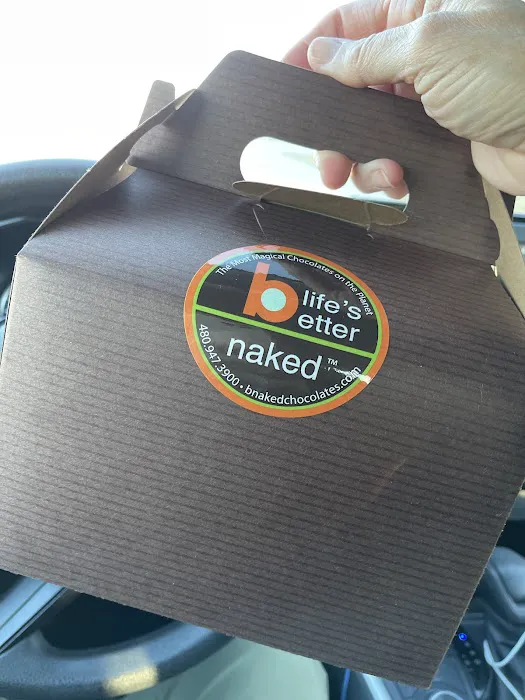 The Most Magical Chocolates on the Planet
b life's
etter
naked™
480.947.3900 • bnakedchocolates.com